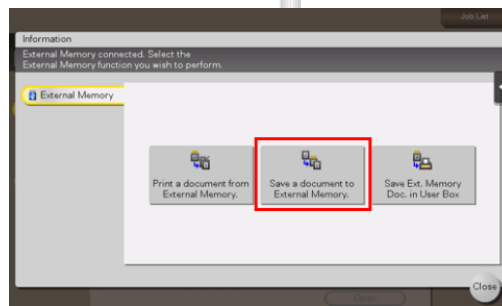 Job List
Information
External Memory connected. Select the
External Memory function you wish to perform.
External Memory
Print a document from
External Memory.
Save a document to
External Memory.
Save Ext. Memory
Doc. in User Box
Open
Close